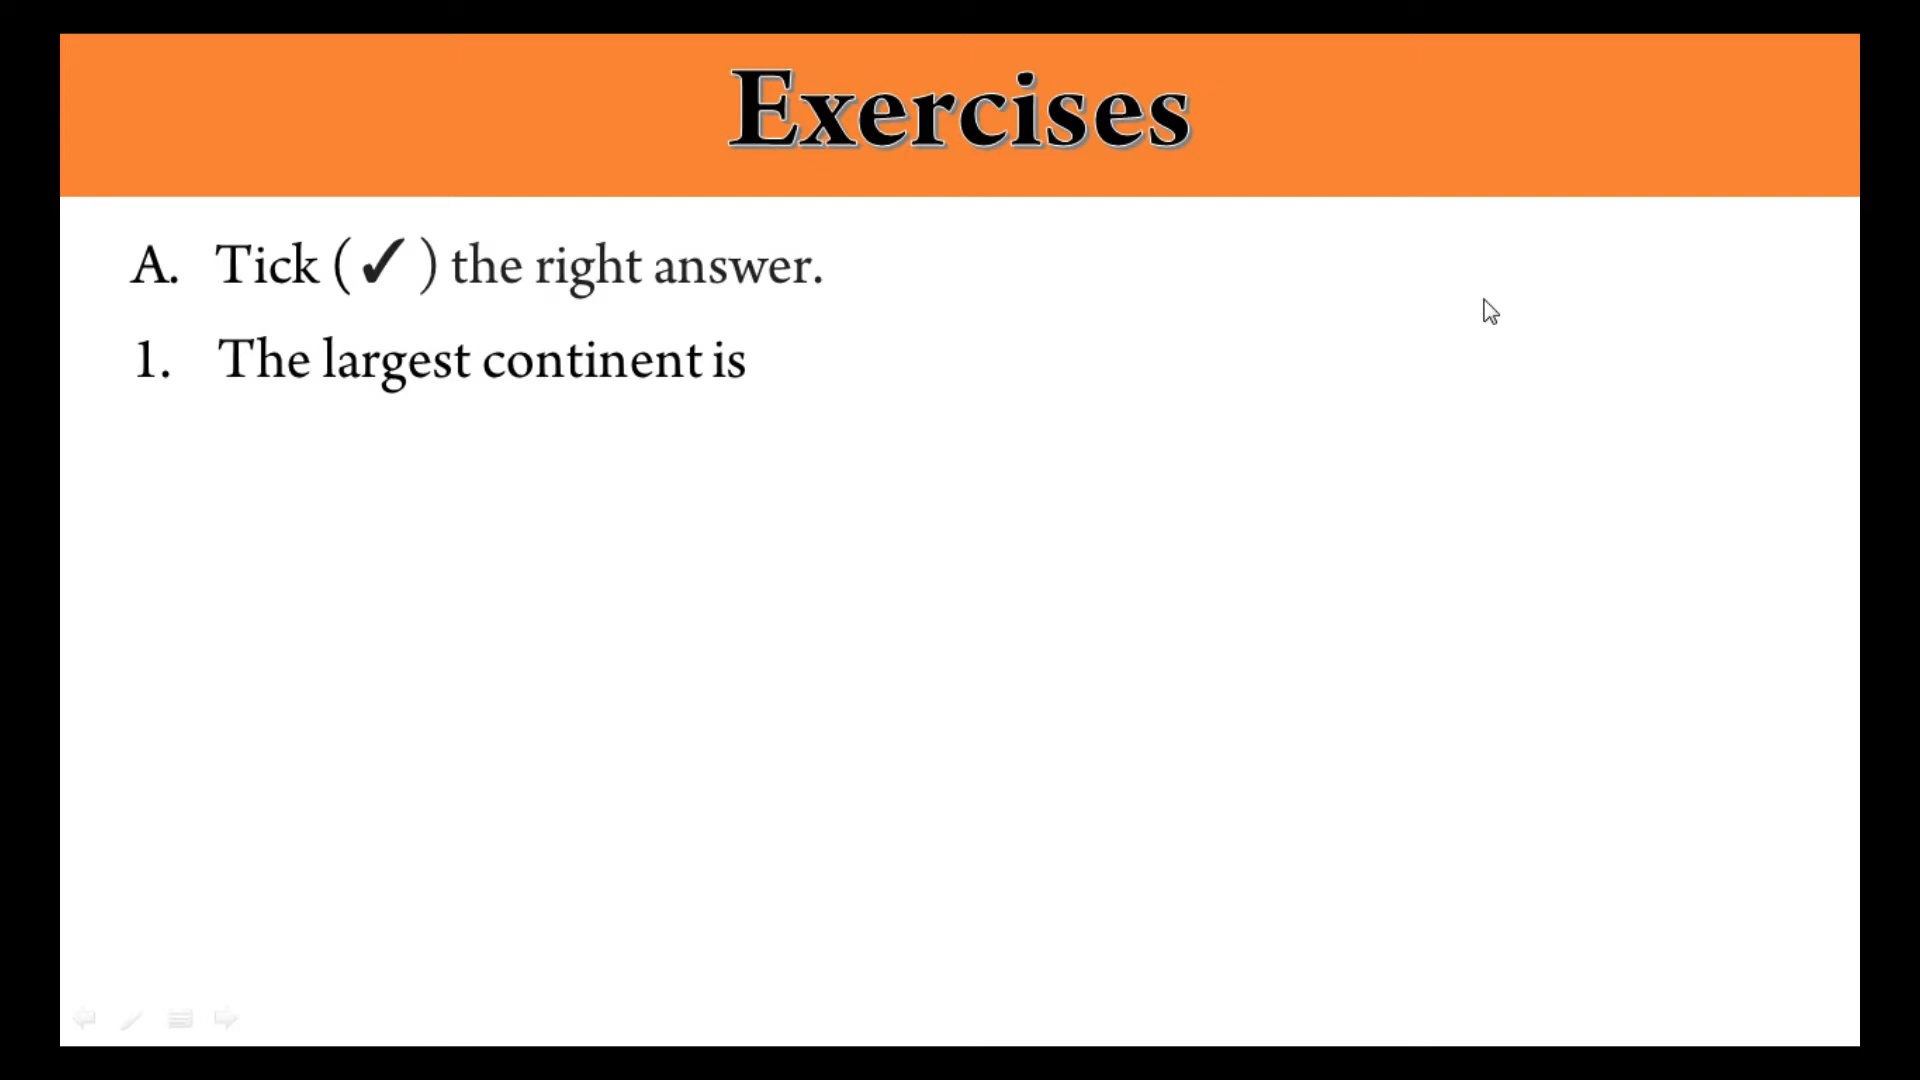 Exercises
A. Tick (✓) the right answer.
1. The largest continent is